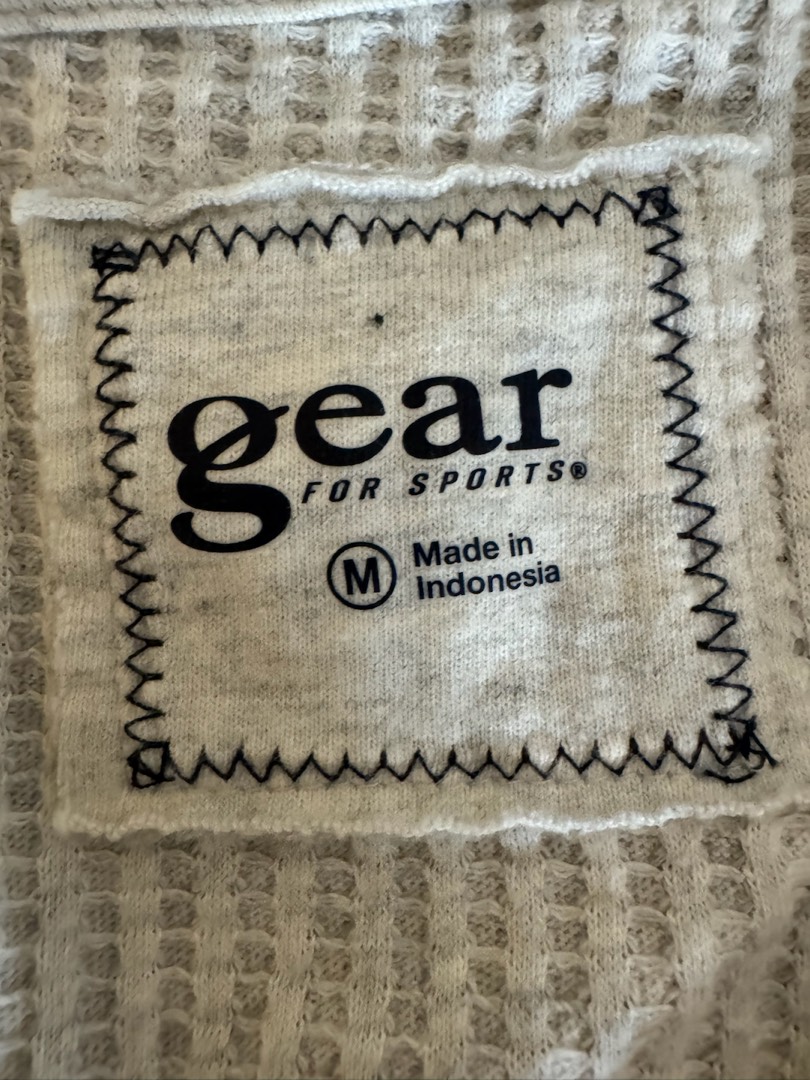 gear
FOR SPORTS®
M
Made in
Indonesia